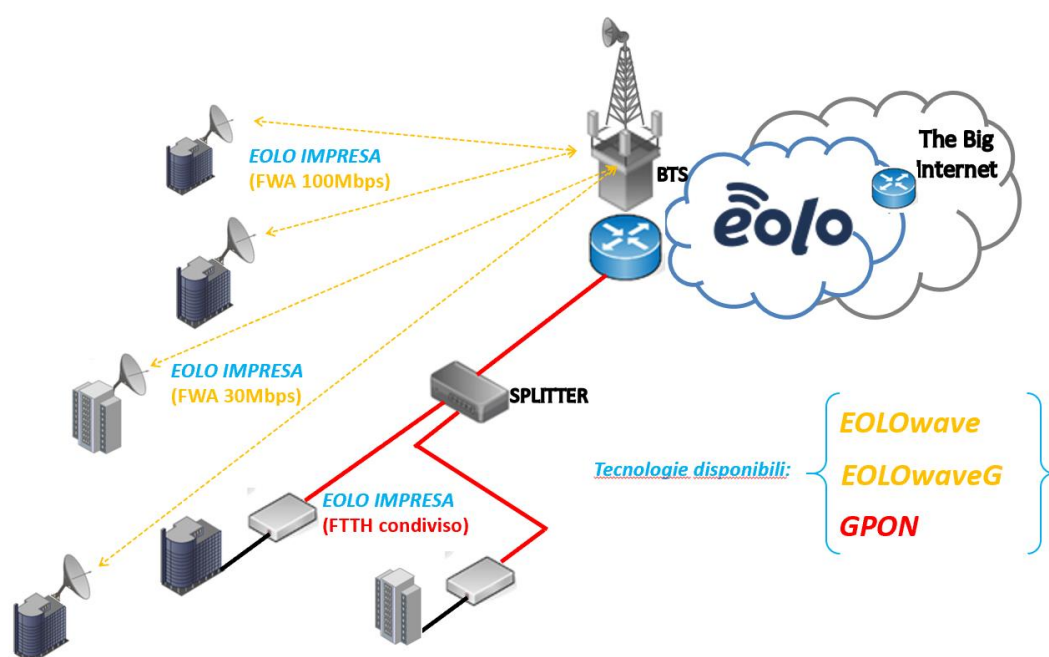 EOLO IMPRESA
(FWA 100Mbps)
BTS
The Big
Internet
eolo
EOLO IMPRESA
(FWA 30Mbps)
SPLITTER
EOLO IMPRESA
(FTTH condiviso)
Tecnologie disponibili:
EOLOwave
EOLOwaveG
GPON